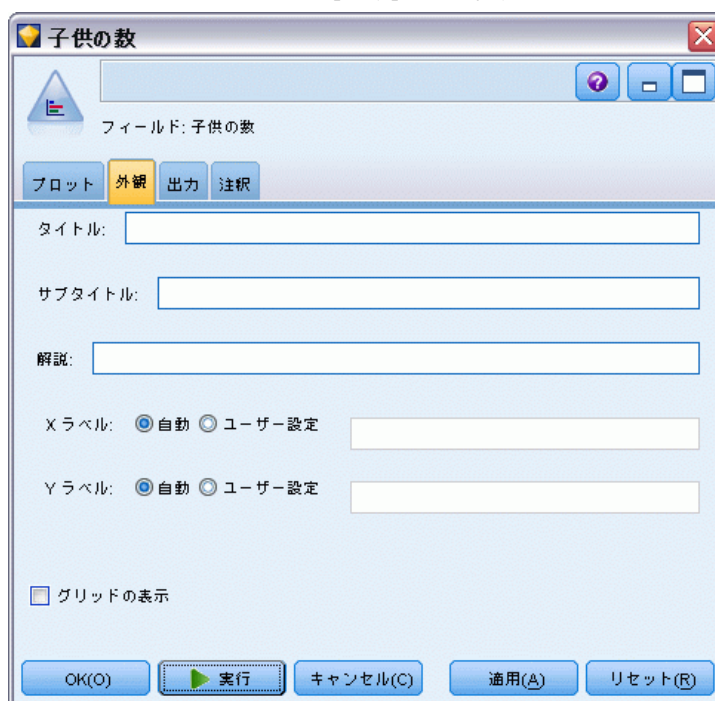 子供の数
フィールド: 子供の数
プロット 外観 出力 注釈
タイトル:
サブタイトル:
解説:
X ラベル: 自動 ユーザー設定
Y ラベル: 自動 ユーザー設定
グリッドの表示
OK(O) 実行 キャンセル(C) 適用(A) リセット(R)